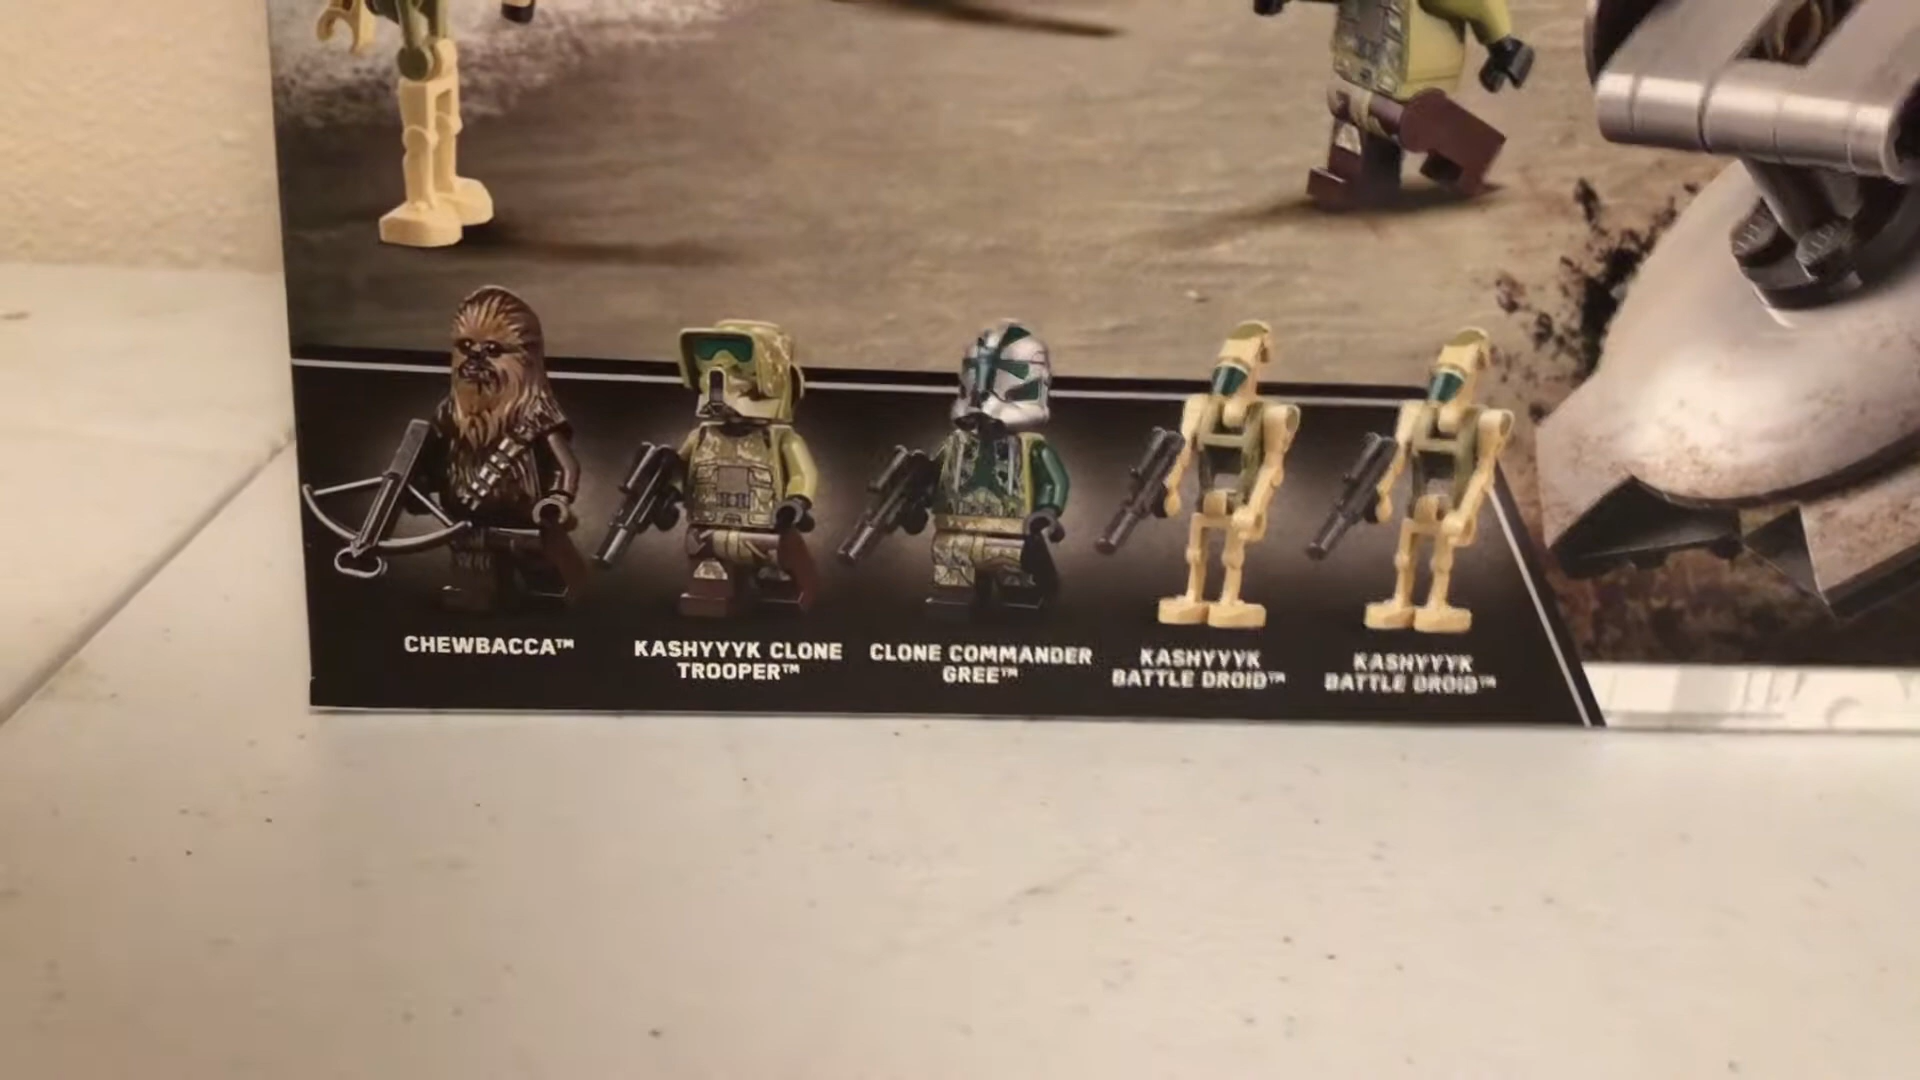 CHEWBACCA™
KASHYYYK CLONE
TROOPER™
CLONE COMMANDER
GREE™
KASHYYYK
BATTLE DROID™
KASHYYYK
BATTLE DROID™